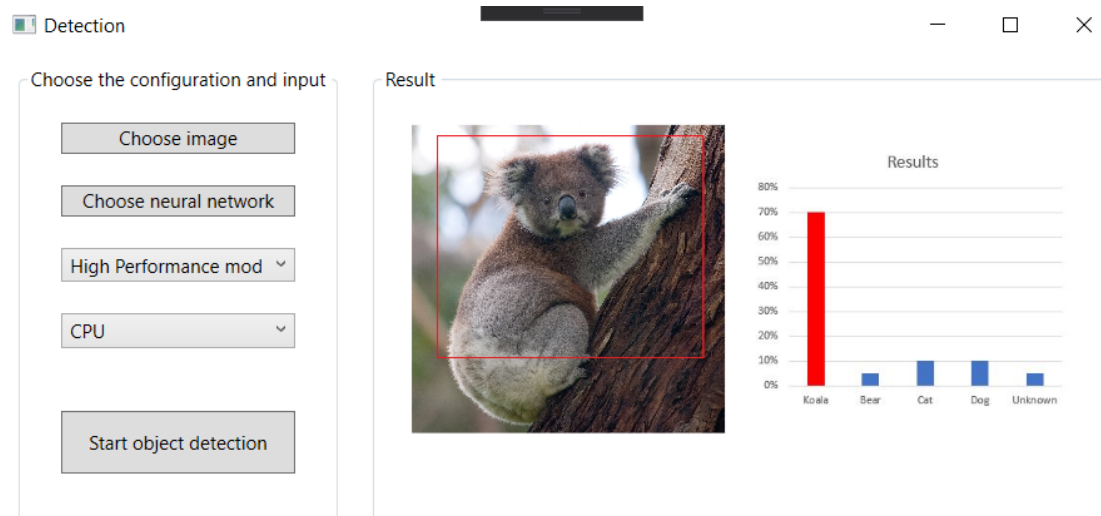 Detection
Choose the configuration and input
Choose image
Choose neural network
High Performance mod
CPU
Start object detection
Result
Results
80%
70%
60%
50%
40%
30%
20%
10%
0%
Koala Bear Cat Dog Unknown